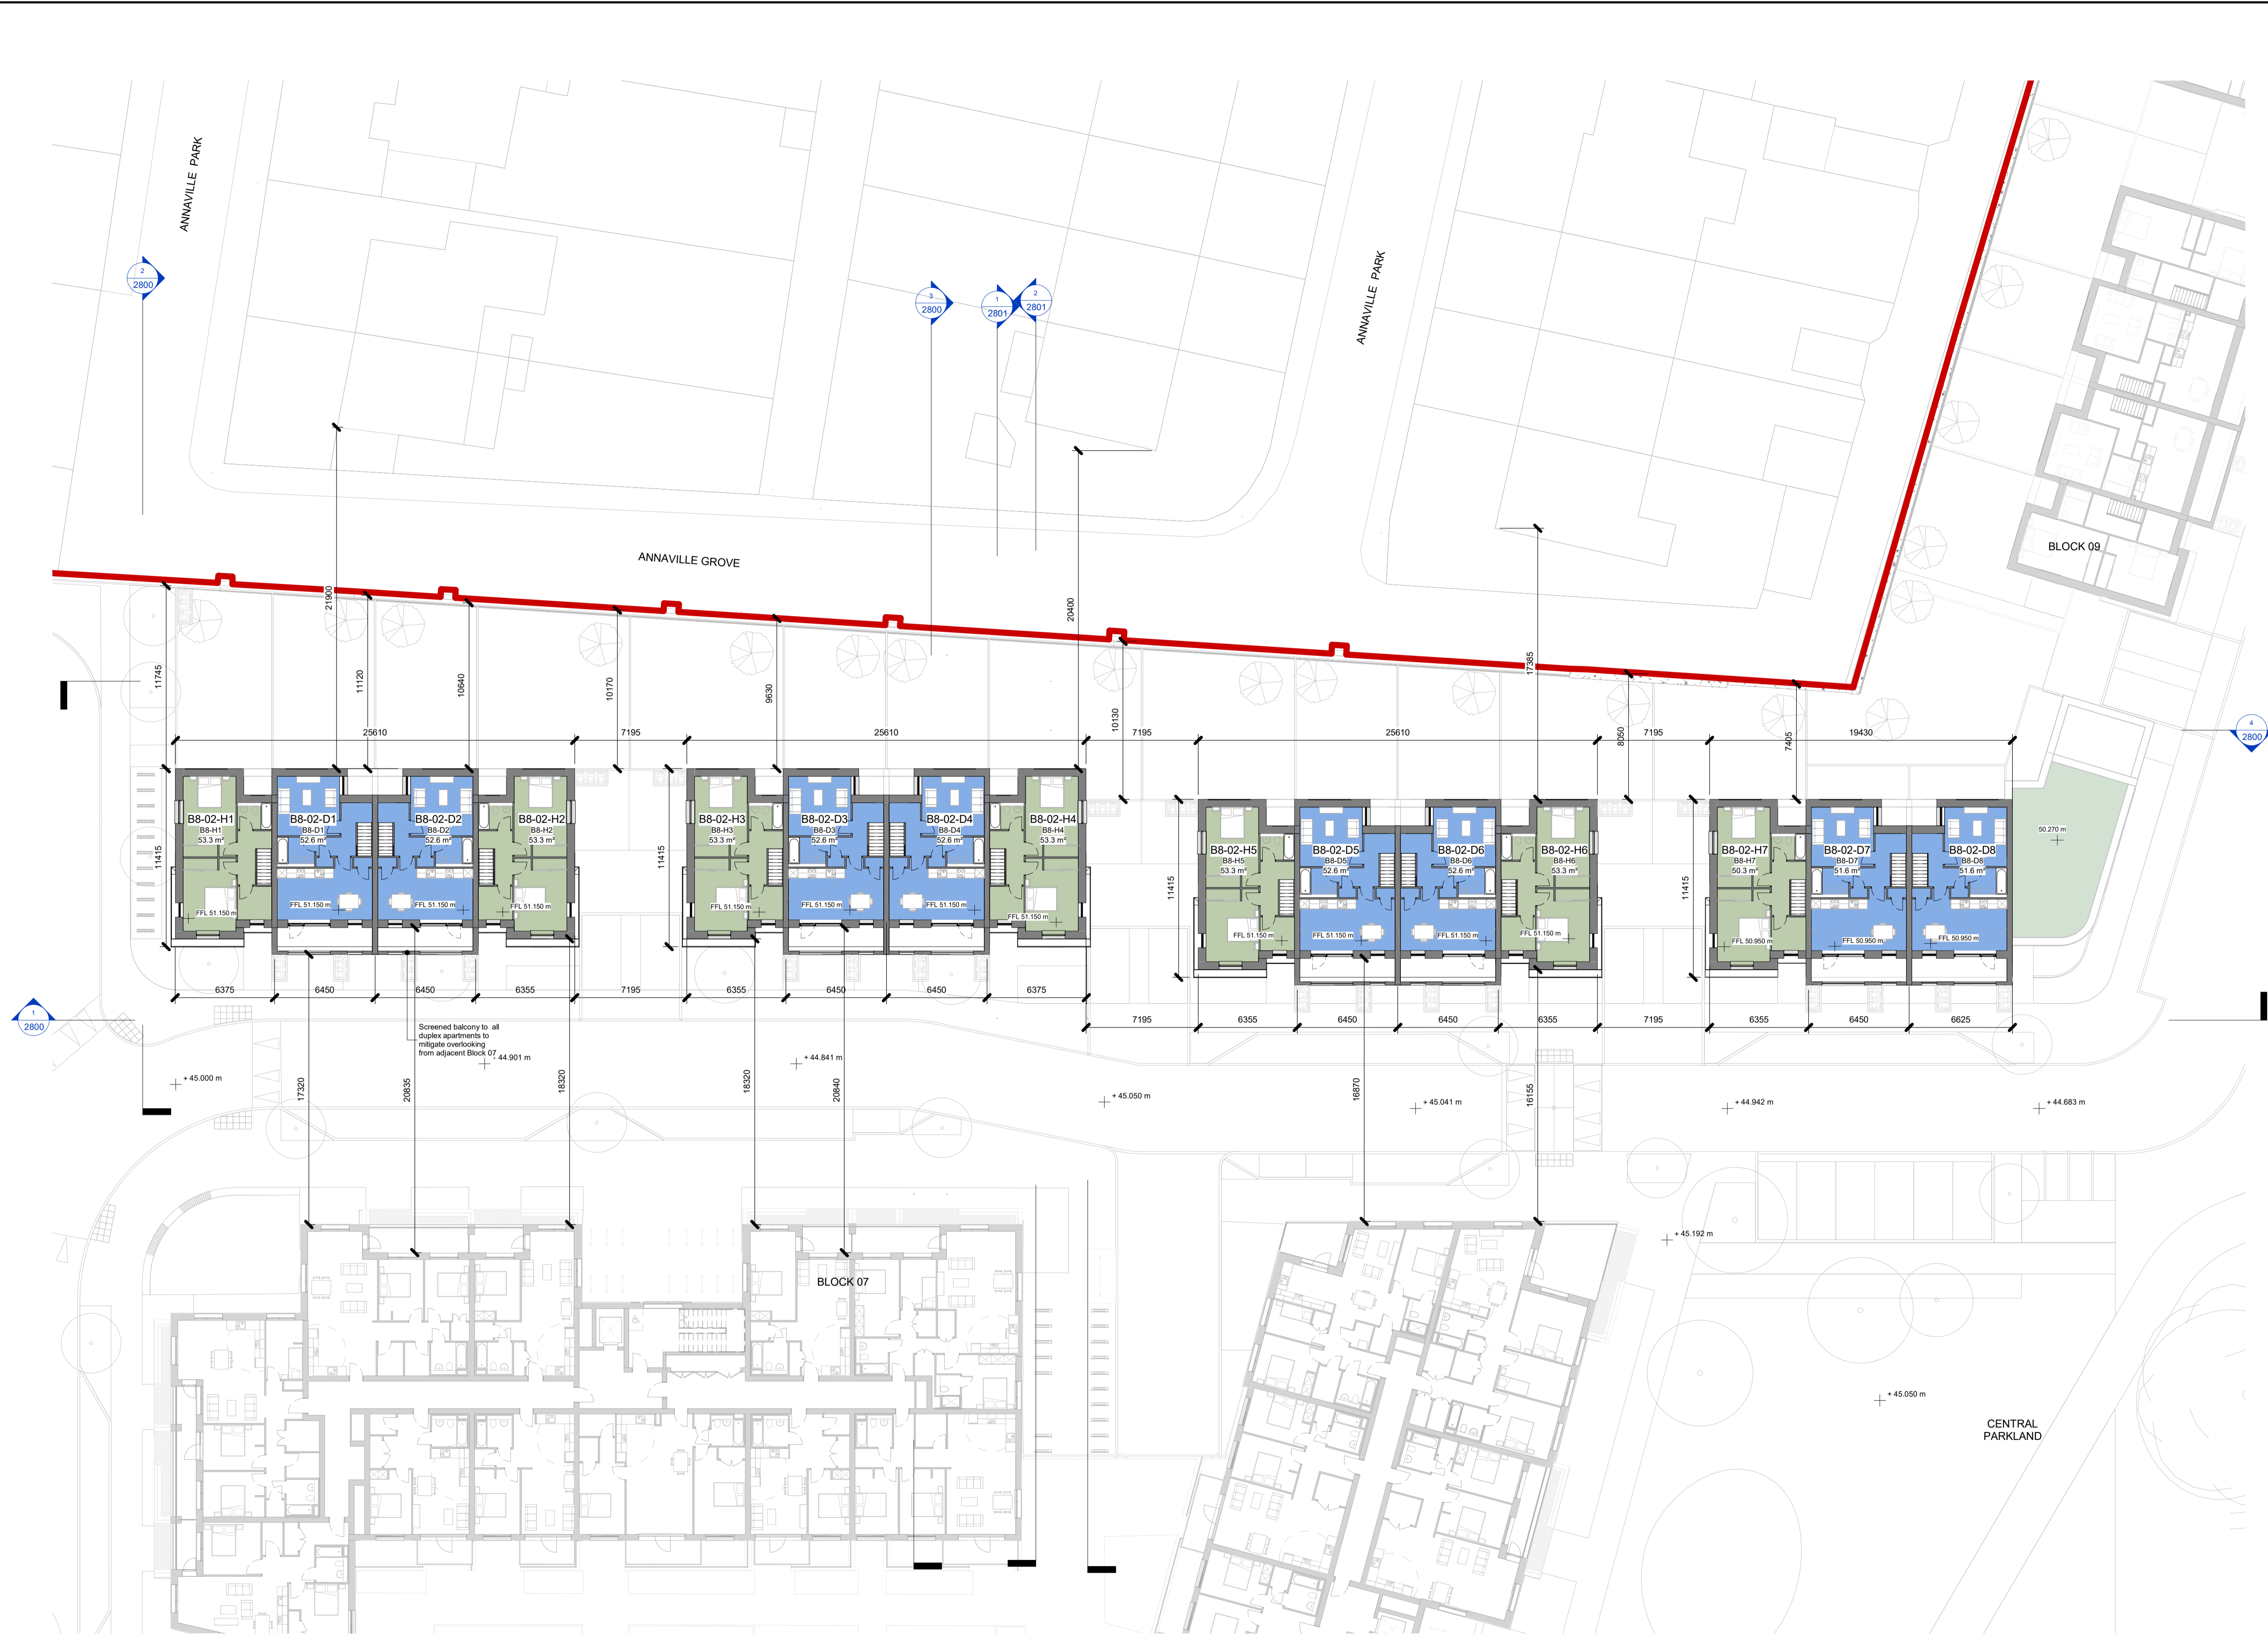 ANNAVILLE PARK
2
2800
3
2800
1
2801
2
2801
ANNAVILLE PARK
BLOCK 09
ANNAVILLE GROVE
21900
20400
17385
11745
11120
10640
10170
9630
10130
8050
7405
4
2800
25610
7195
25610
7195
25610
7195
19430
B8-02-H1
B8-H1
53.3 m²
FFL 51.150 m
B8-02-D1
B8-D1
52.6 m²
FFL 51.150 m
B8-02-D2
B8-D2
52.6 m²
FFL 51.150 m
B8-02-H2
B8-H2
53.3 m²
FFL 51.150 m
B8-02-H3
B8-H3
53.3 m²
FFL 51.150 m
B8-02-D3
B8-D3
52.6 m²
FFL 51.150 m
B8-02-D4
B8-D4
52.6 m²
FFL 51.150 m
B8-02-H4
B8-H4
53.3 m²
FFL 51.150 m
B8-02-H5
B8-H5
53.3 m²
FFL 51.150 m
B8-02-D5
B8-D5
52.6 m²
FFL 51.150 m
B8-02-D6
B8-D6
52.6 m²
FFL 51.150 m
B8-02-H6
B8-H6
53.3 m²
FFL 51.150 m
B8-02-H7
B8-H7
50.3 m²
FFL 50.950 m
B8-02-D7
B8-D7
51.6 m²
FFL 50.950 m
B8-02-D8
B8-D8
51.6 m²
FFL 50.950 m
50.270 m
11415
11415
11415
11415
6375
6450
6450
6355
7195
6355
6450
6450
6375
7195
6355
6450
6450
6355
7195
6355
6450
6625
1
2800
Screened balcony to all
duplex apartments to
mitigate overlooking
from adjacent Block 07
+ 45.000 m
+ 44.901 m
+ 44.841 m
+ 45.050 m
+ 45.041 m
+ 44.942 m
+ 44.683 m
17320
20835
18320
18320
20840
16870
16155
+ 45.192 m
BLOCK 07
+ 45.050 m
CENTRAL
PARKLAND